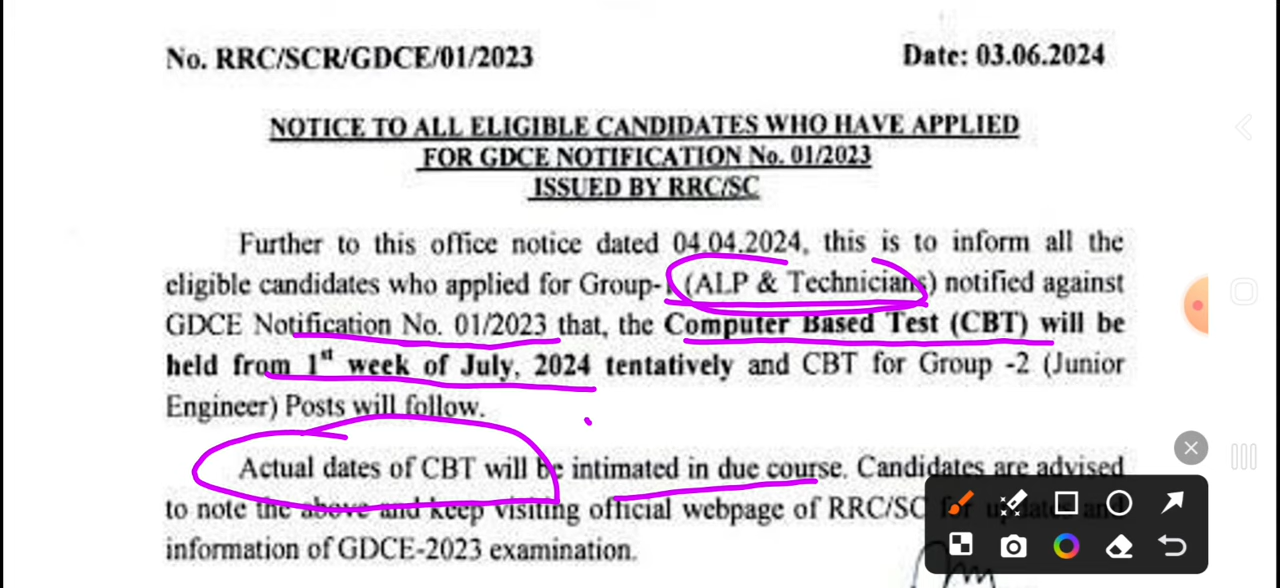 No. RRC/SCR/GDCE/01/2023 Date: 03.06.2024
NOTICE TO ALL ELIGIBLE CANDIDATES WHO HAVE APPLIED
FOR GDCE NOTIFICATION No. 01/2023
ISSUED BY RRC/SC
Further to this office notice dated 04.04.2024, this is to inform all the
eligible candidates who applied for Group- (ALP & Technicians) notified against
GDCE Notification No. 01/2023 that, the Computer Based Test (CBT) will be
held from 1st week of July, 2024 tentatively and CBT for Group -2 (Junior
Engineer) Posts will follow.
Actual dates of CBT will be intimated in due course. Candidates are advised
to note the above and keep visiting official webpage of RRC/SC for updates and
information of GDCE-2023 examination.